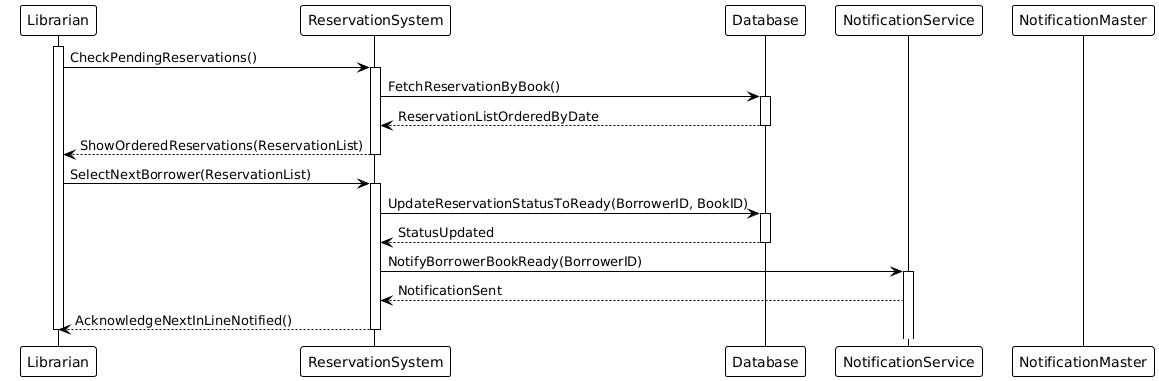 Librarian
ReservationSystem
Database
NotificationService
NotificationMaster
CheckPendingReservations()
FetchReservationByBook()
ReservationListOrderedByDate
ShowOrderedReservations(ReservationList)
SelectNextBorrower(ReservationList)
UpdateReservationStatusToReady(BorrowerID, BookID)
StatusUpdated
NotifyBorrowerBookReady(BorrowerID)
NotificationSent
AcknowledgeNextInLineNotified()
Librarian
ReservationSystem
Database
NotificationService
NotificationMaster